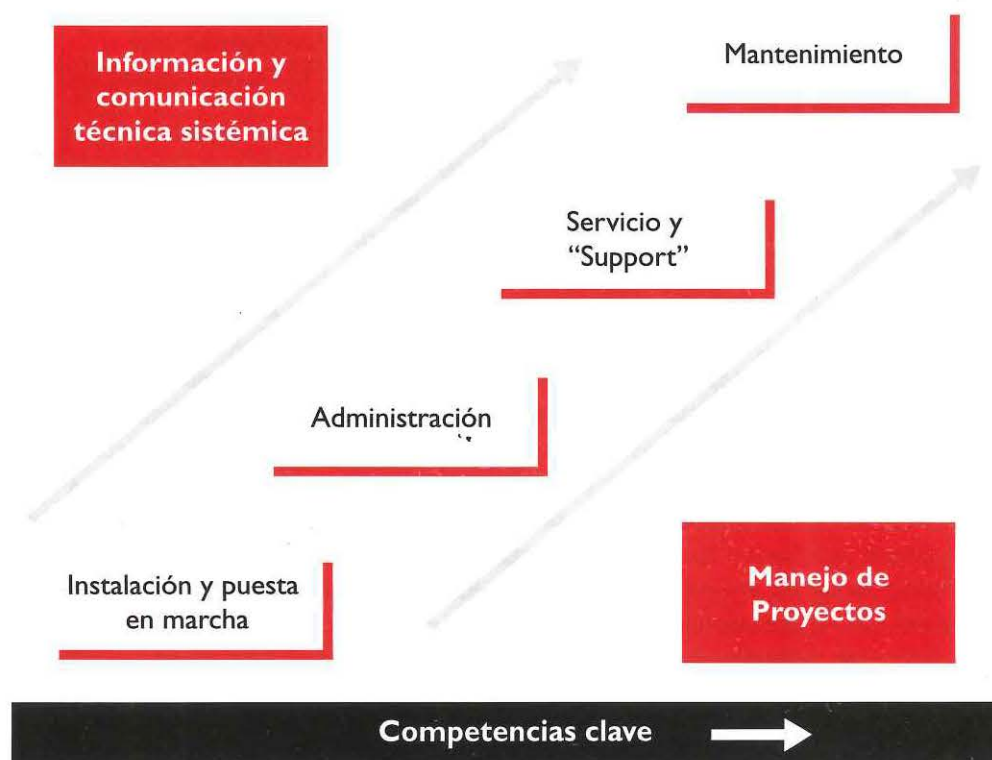 Información y
comunicación
técnica sistémica
Mantenimiento
Servicio y
“Support”
Administración
Instalación y puesta
en marcha
Manejo de
Proyectos
Competencias clave